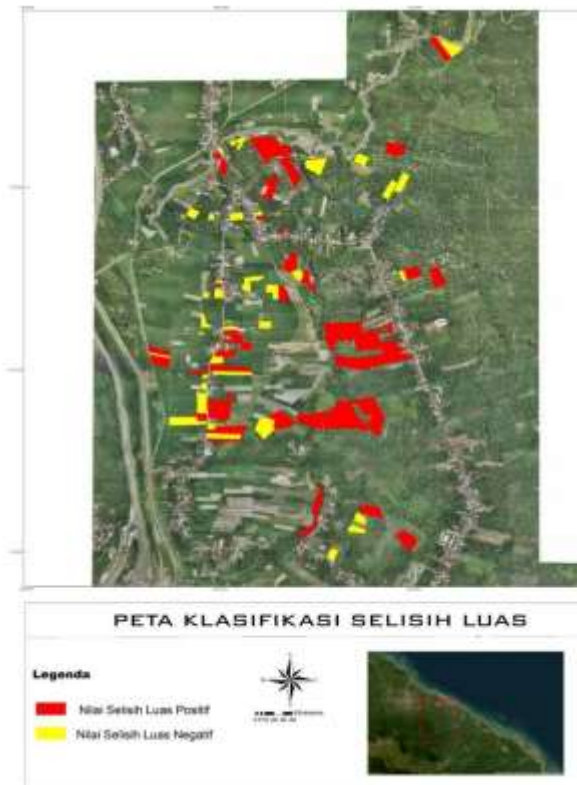 PETA KLASIFIKASI SELISIH LUAS
Legenda
Nilai Selisih Luas Positif
Nilai Selisih Luas Negatif